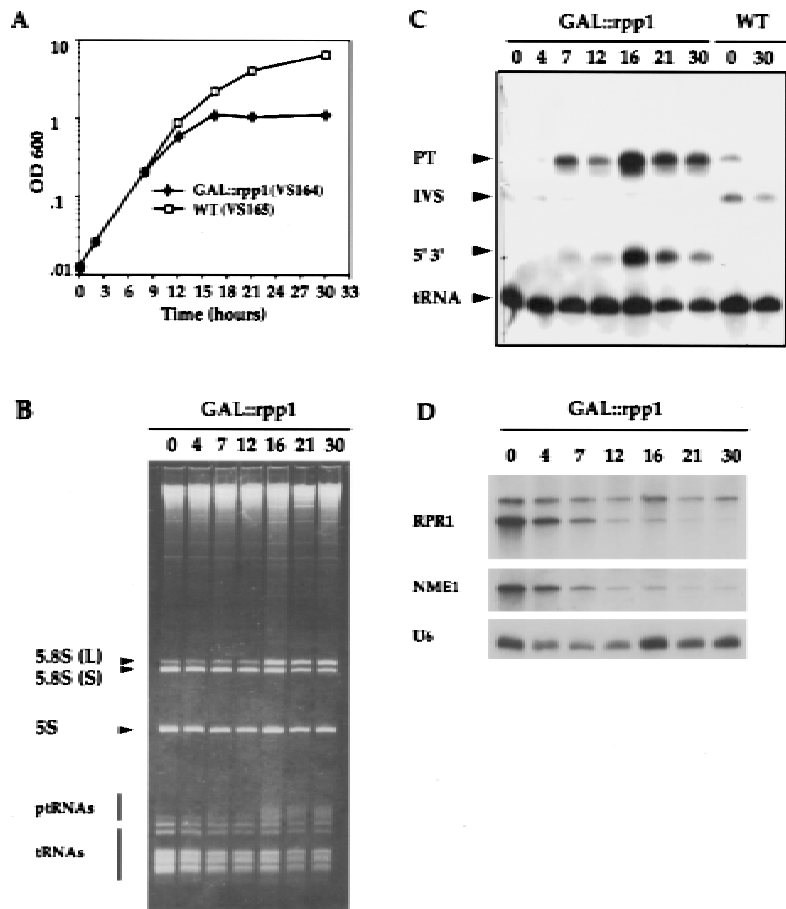 A
10
1
.1
.01
OD 600
GAL::rpp1 (VS164)
WT (VS165)
0 3 6 9 12 15 18 21 24 27 30 33
Time (hours)
C
GAL::rpp1 WT
0 4 7 12 16 21 30 0 30
PT
IVS
5' 3'
tRNA
B
GAL::rpp1
0 4 7 12 16 21 30
5.8S (L)
5.8S (S)
5S
ptRNAs
tRNAs
D
GAL::rpp1
0 4 7 12 16 21 30
RPR1
NME1
U6